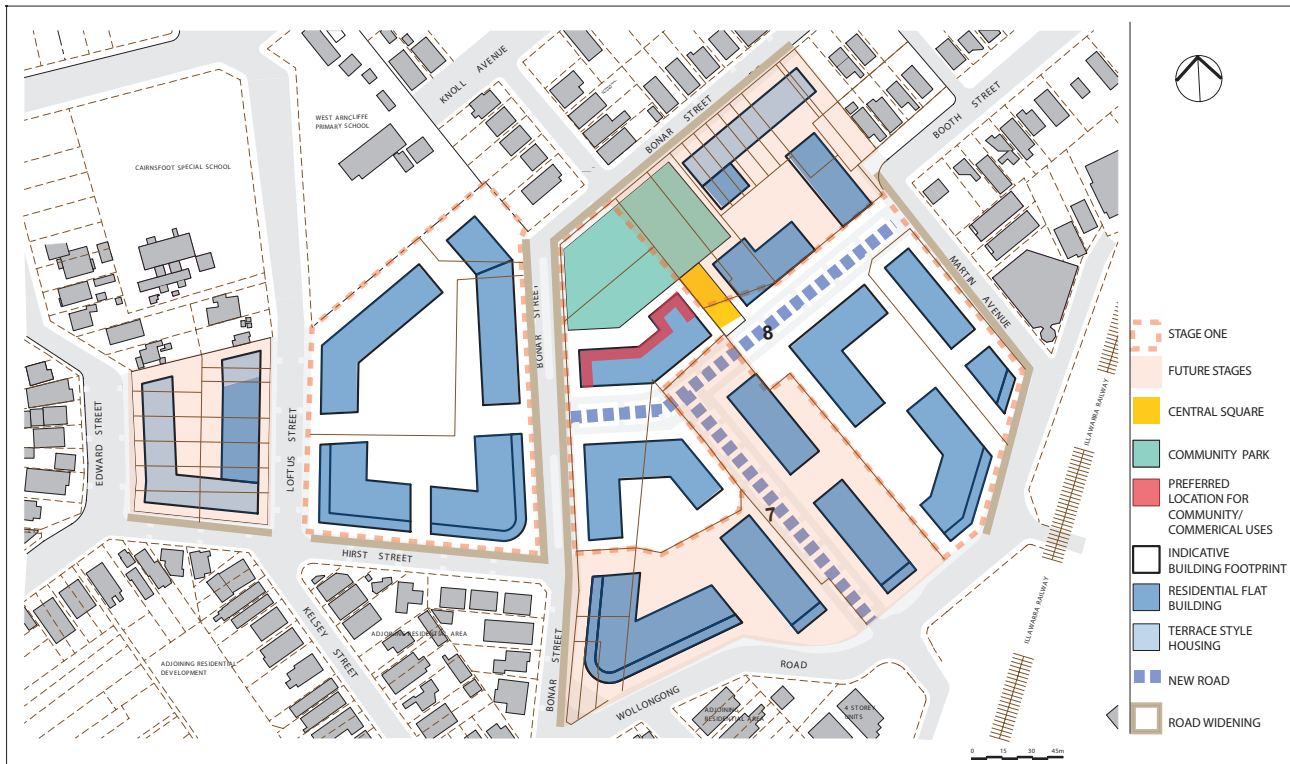 KNOLL AVENUE
WEST ARNCLIFFE
PRIMARY SCHOOL
CAIRNSFOOT SPECIAL SCHOOL
BONAR STREET
BOOTH STREET
MARTIN AVENUE
ILLAWARRA RAILWAY
EDWARD STREET
LOFTUS STREET
BONAR STREET
8
7
HIRST STREET
KELSEY STREET
ADJOINING RESIDENTIAL AREA
ADJOINING RESIDENTIAL
DEVELOPMENT
BONAR STREET
WOLLONGONG ROAD
ADJOINING
RESIDENTIAL AREA
4 STOREY
UNITS
ILLAWARRA RAILWAY
0 15 30 45m
STAGE ONE
FUTURE STAGES
CENTRAL SQUARE
COMMUNITY PARK
PREFERRED
LOCATION FOR
COMMUNITY/
COMMERICAL USES
INDICATIVE
BUILDING FOOTPRINT
RESIDENTIAL FLAT
BUILDING
TERRACE STYLE
HOUSING
NEW ROAD
ROAD WIDENING